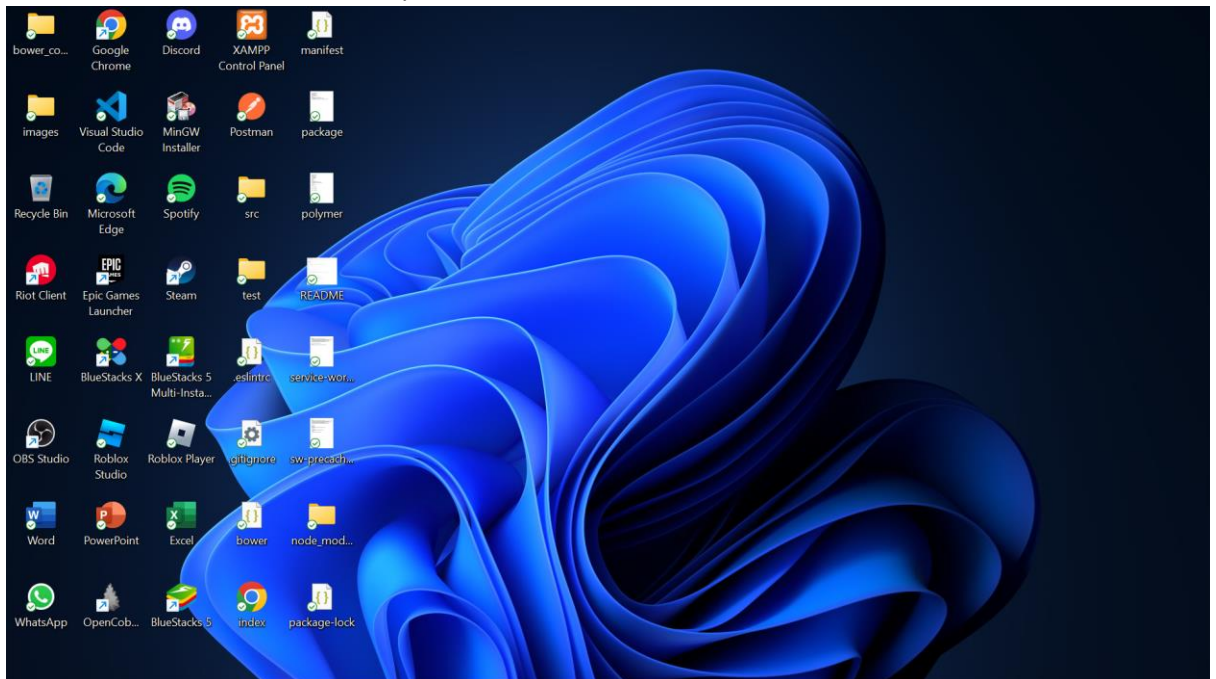 bower_co...
Google
Chrome
Discord
XAMPP
Control Panel
manifest
images
Visual Studio
Code
MinGW
Installer
Postman
package
Recycle Bin
Microsoft
Edge
Spotify
src
polymer
Riot Client
EPIC
GAMES
Epic Games
Launcher
Steam
test
README
LINE
LINE
BlueStacks X
BlueStacks 5
Multi-Insta...
.eslintrc
service-wor...
OBS Studio
Roblox
Studio
Roblox Player
.gitignore
sw-precach...
W
Word
P
PowerPoint
X
Excel
bower
node_mod...
WhatsApp
OpenCob...
BlueStacks 5
index
package-lock